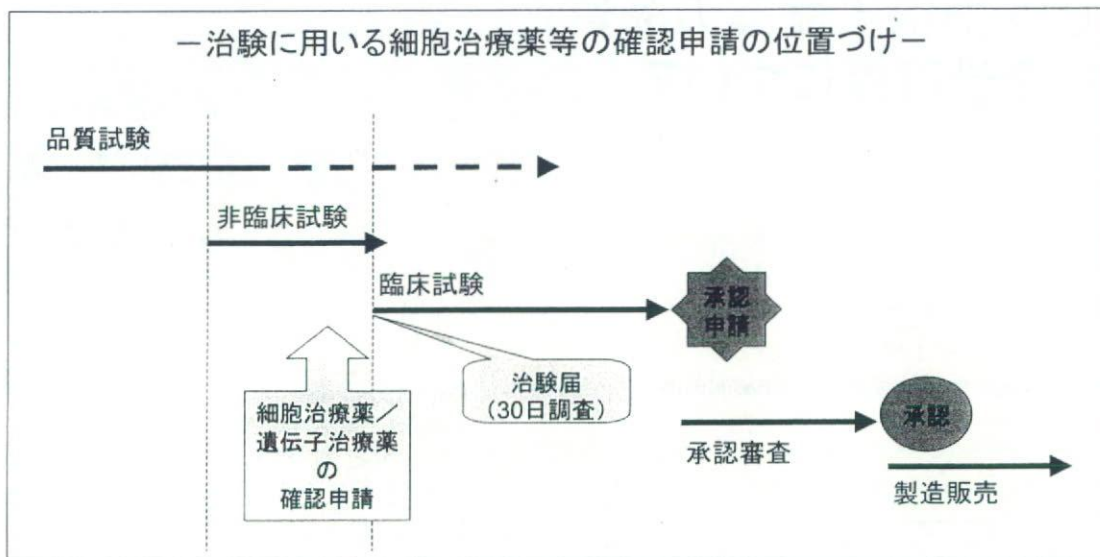 －治験に用いる細胞治療薬等の確認申請の位置づけ－
品質試験
非臨床試験
臨床試験
承認
申請
治験届
(30日調査)
細胞治療薬／
遺伝子治療薬
の
確認申請
承認審査
承認
製造販売